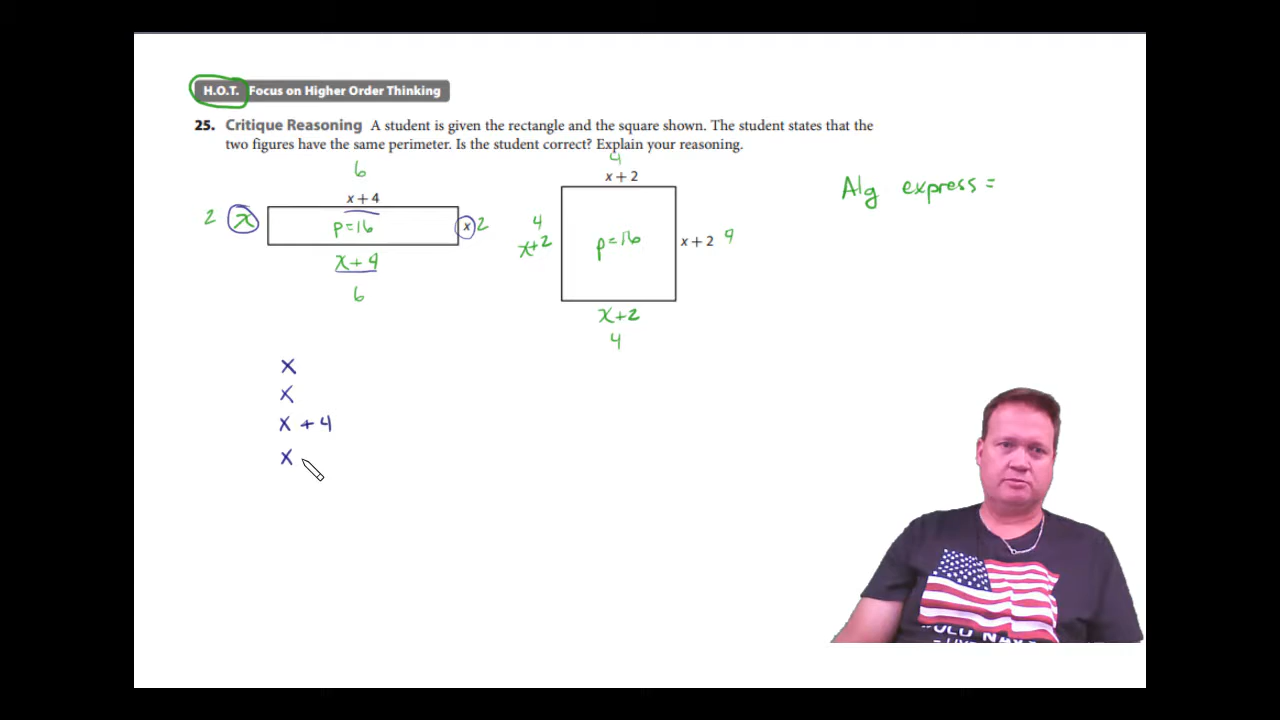 H.O.T. Focus on Higher Order Thinking
25. Critique Reasoning A student is given the rectangle and the square shown. The student states that the
two figures have the same perimeter. Is the student correct? Explain your reasoning.
6
x + 4
2 x
p=16
x 2
x + 4
6
4
x + 2
4
x+2
p=16
x + 2 4
x+2
4
Alg express =
x
x
x + 4
x
OLD NAV